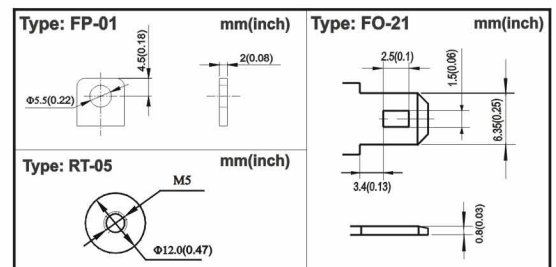 Type: FP-01
mm(inch)
4.5(0.18)
2(0.08)
Φ5.5(0.22)
Type: RT-05
mm(inch)
M5
Φ12.0(0.47)
Type: FO-21
mm(inch)
2.5(0.1)
1.5(0.06)
6.35(0.25)
3.4(0.13)
0.8(0.03)